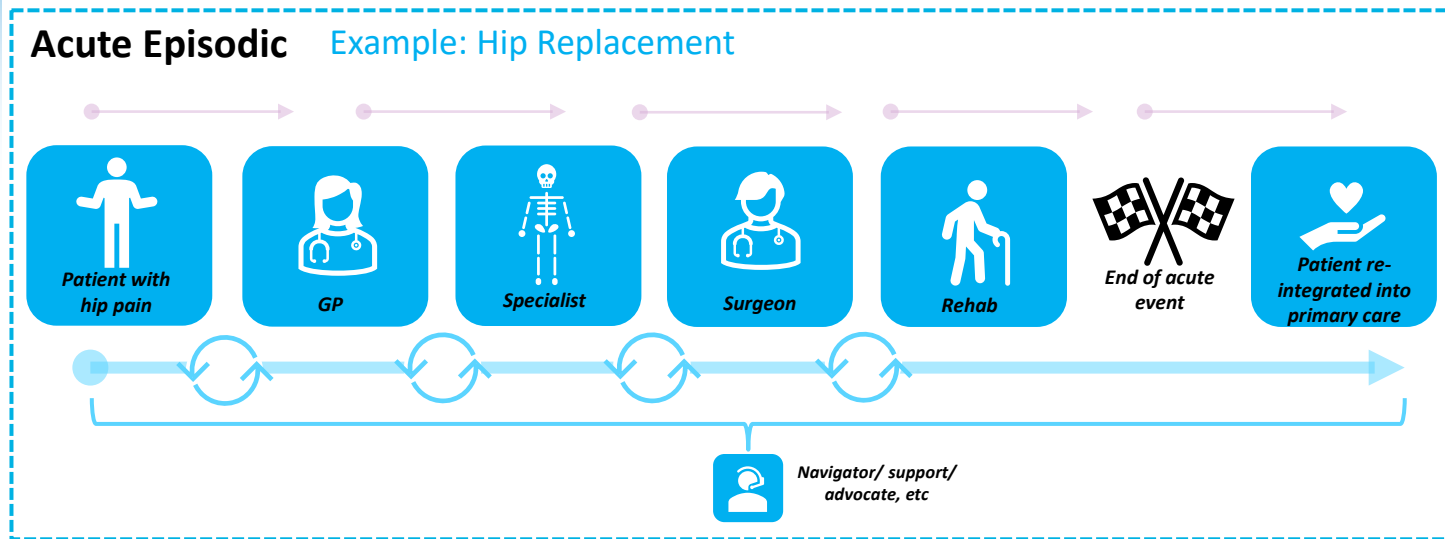 Acute Episodic Example: Hip Replacement
Patient with
hip pain
GP
Specialist
Surgeon
Rehab
End of acute
event
Patient re-
integrated into
primary care
Navigator/ support/
advocate, etc